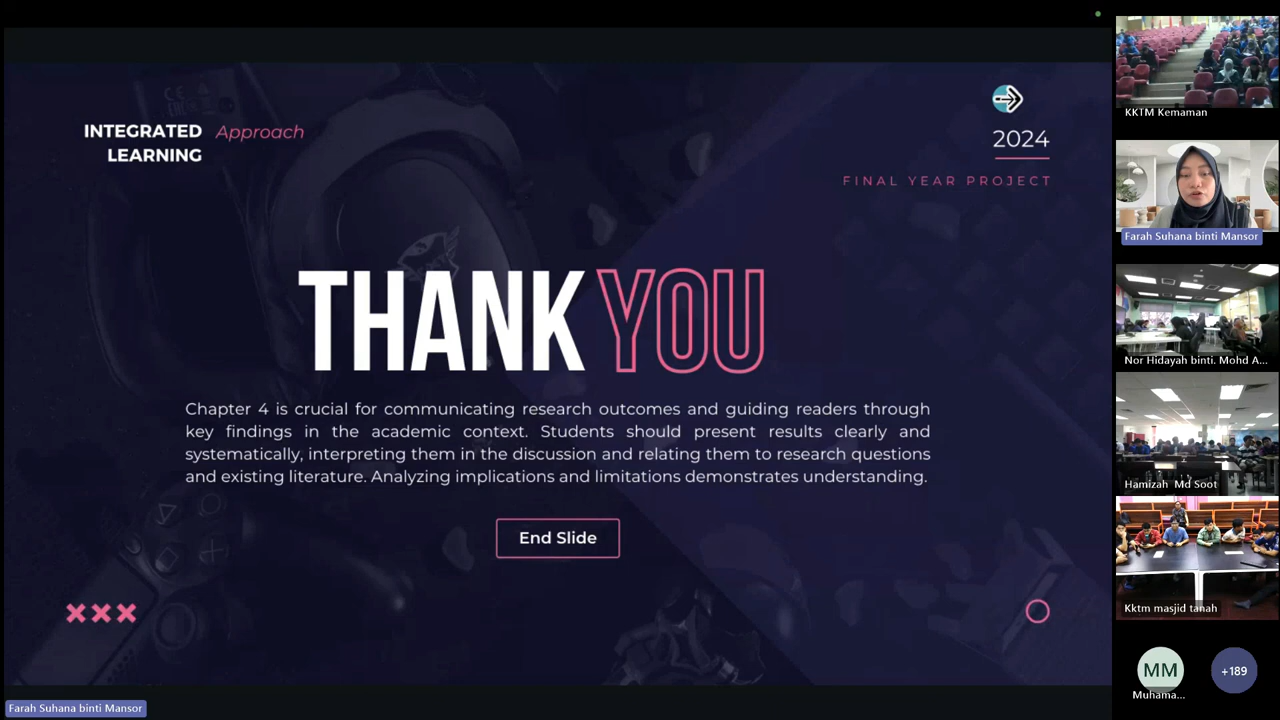 INTEGRATED Approach
LEARNING
2024
FINAL YEAR PROJECT
THANK YOU
Chapter 4 is crucial for communicating research outcomes and guiding readers through
key findings in the academic context. Students should present results clearly and
systematically, interpreting them in the discussion and relating them to research questions
and existing literature. Analyzing implications and limitations demonstrates understanding.
End Slide
Farah Suhana binti Mansor
KKTM Kemaman
Farah Suhana binti Mansor
Nor Hidayah binti. Mohd A...
Hamizah Md Soot
Kktm masjid tanah
MM
Muhama...
+189